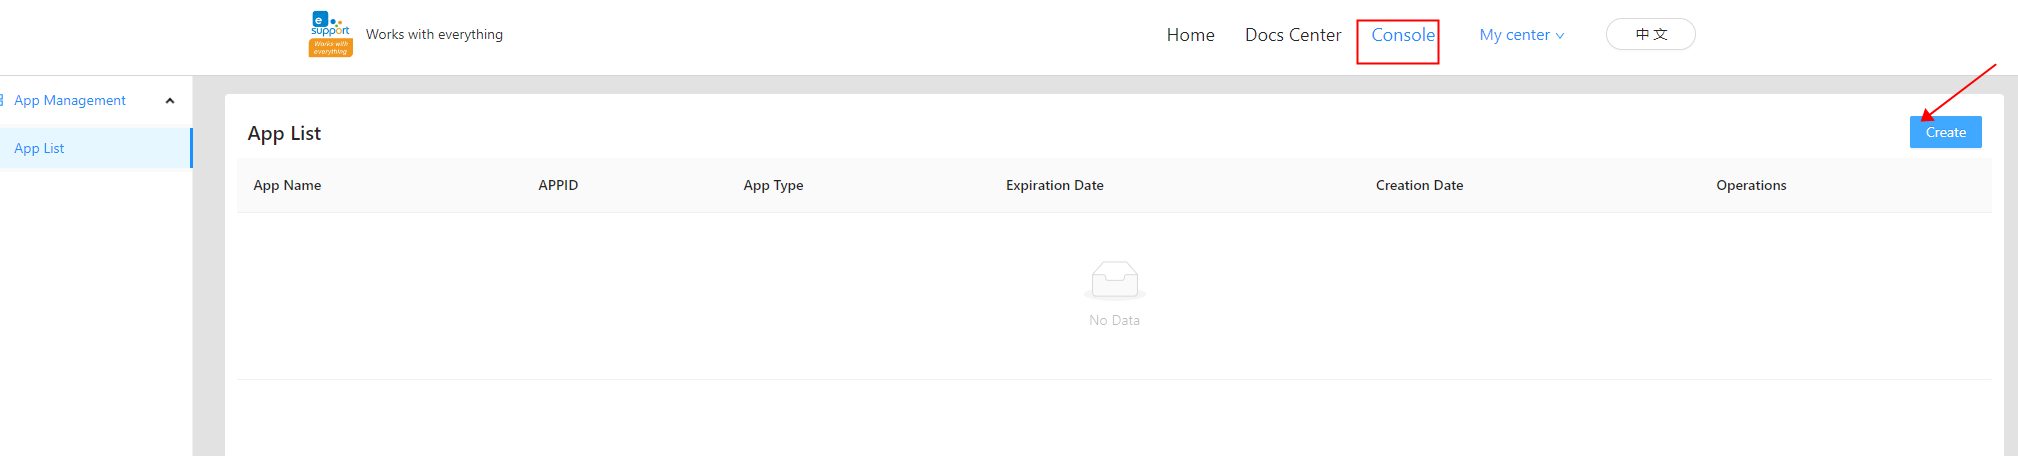 e
support
Works with
everything
Works with everything
Home
Docs Center
Console
My center
中文
App Management
App List
App List
Create
App Name
APPID
App Type
Expiration Date
Creation Date
Operations
No Data